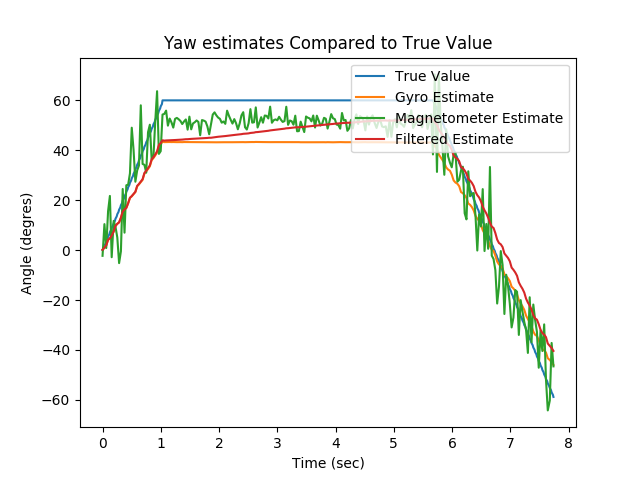 Yaw estimates Compared to True Value
True Value
Gyro Estimate
Magnetometer Estimate
Filtered Estimate
60
40
20
0
−20
−40
−60
Angle (degres)
0 1 2 3 4 5 6 7 8
Time (sec)